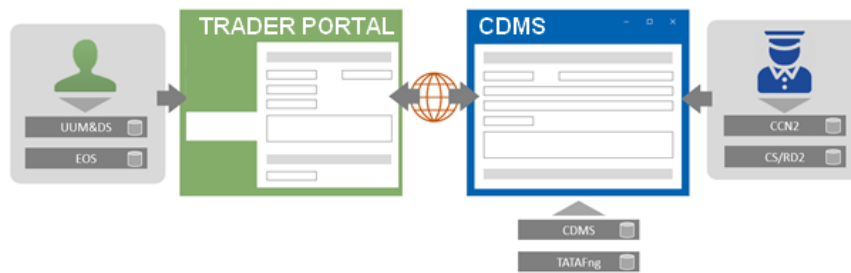 TRADER PORTAL
CDMS
UUM&DS
EOS
CCN2
CS/RD2
CDMS
TATAFng